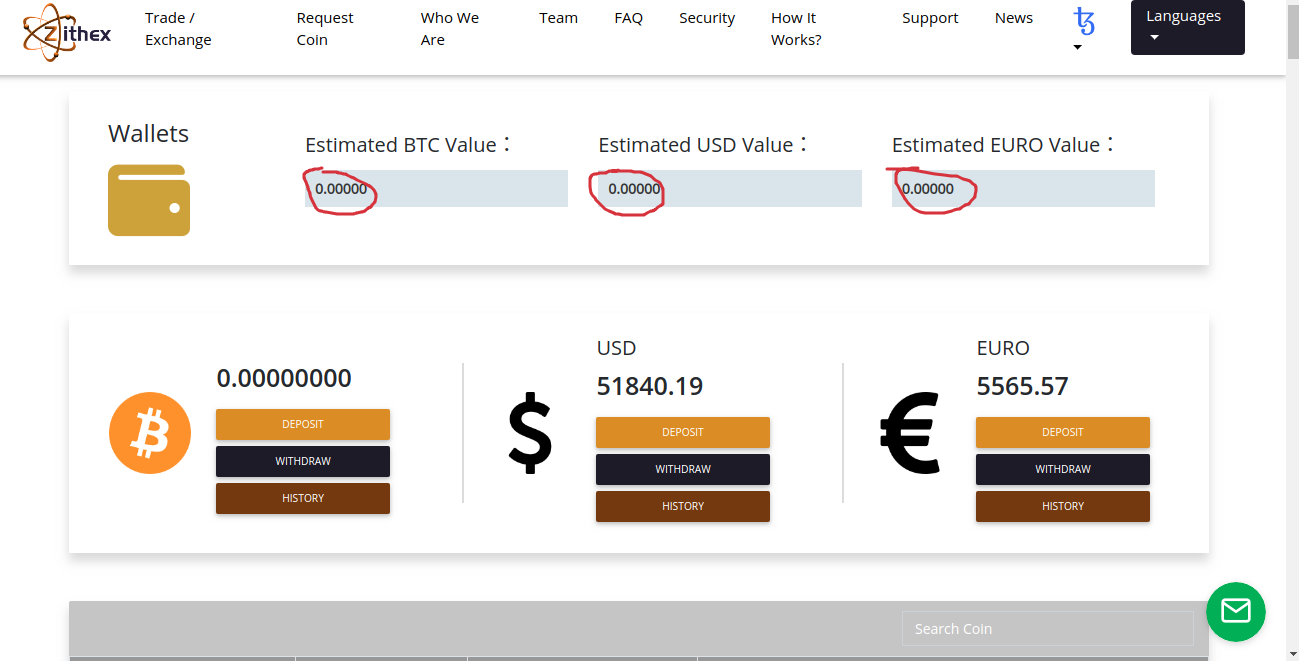 Zithex
Trade /
Exchange
Request
Coin
Who We
Are
Team
FAQ
Security
How It
Works?
Support
News
Languages
Wallets
Estimated BTC Value :
0.00000
Estimated USD Value :
0.00000
Estimated EURO Value :
0.00000
0.00000000
DEPOSIT
WITHDRAW
HISTORY
USD
51840.19
DEPOSIT
WITHDRAW
HISTORY
EURO
5565.57
DEPOSIT
WITHDRAW
HISTORY
Search Coin